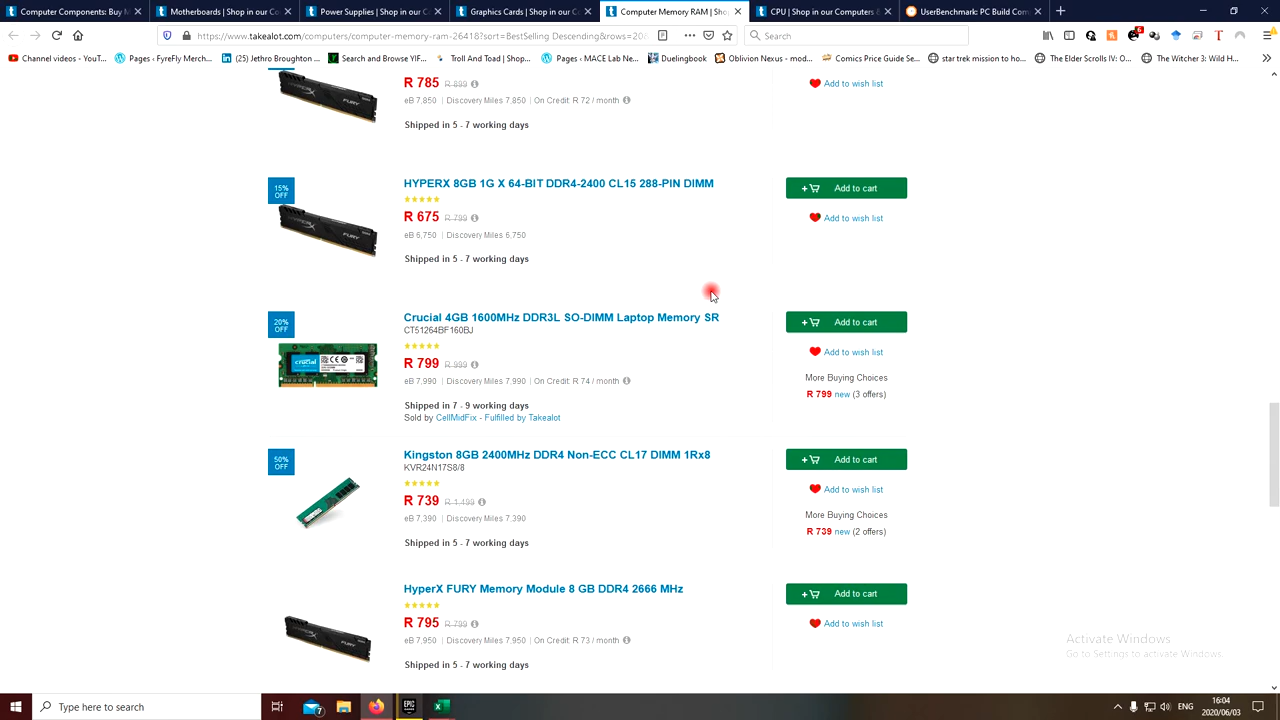 Computer Components: Buy M
Motherboards | Shop in our Co
Power Supplies | Shop in our C
Graphics Cards | Shop in our C
Computer Memory RAM | Sho
CPU | Shop in our Computers &
UserBenchmark: PC Build Com
https://www.takealot.com/computers/computer-memory-ram-26418?sort=BestSelling Descending&rows=20&
Search
6
Channel videos - YouT...
Pages - FyreFly Merch...
(25) Jethro Broughton ...
Search and Browse YIF...
Troll And Toad | Shop...
Pages - MACE Lab Ne...
Duelingbook
Oblivion Nexus - mod...
Comics Price Guide Se...
star trek mission to ho...
The Elder Scrolls IV: O...
The Witcher 3: Wild H...
R 785 R 899
eB 7,850 | Discovery Miles 7,850 | On Credit: R 72 / month
Shipped in 5 - 7 working days
Add to wish list
15% OFF
HYPERX 8GB 1G X 64-BIT DDR4-2400 CL15 288-PIN DIMM
R 675 R 799
eB 6,750 | Discovery Miles 6,750
Shipped in 5 - 7 working days
Add to cart
Add to wish list
20% OFF
Crucial 4GB 1600MHz DDR3L SO-DIMM Laptop Memory SR
CT51264BF160BJ
R 799 R 999
eB 7,990 | Discovery Miles 7,990 | On Credit: R 74 / month
Shipped in 7 - 9 working days
Sold by CellMidFix - Fulfilled by Takealot
Add to cart
Add to wish list
More Buying Choices
R 799 new (3 offers)
50% OFF
Kingston 8GB 2400MHz DDR4 Non-ECC CL17 DIMM 1Rx8
KVR24N17S8/8
R 739 R 1,499
eB 7,390 | Discovery Miles 7,390
Shipped in 5 - 7 working days
Add to cart
Add to wish list
More Buying Choices
R 739 new (2 offers)
HyperX FURY Memory Module 8 GB DDR4 2666 MHz
R 795 R 799
eB 7,950 | Discovery Miles 7,950 | On Credit: R 73 / month
Shipped in 5 - 7 working days
Add to cart
Add to wish list
Activate Windows
Go to Settings to activate Windows.
Type here to search
7
EPIC
ENG
16:04
2020/06/03